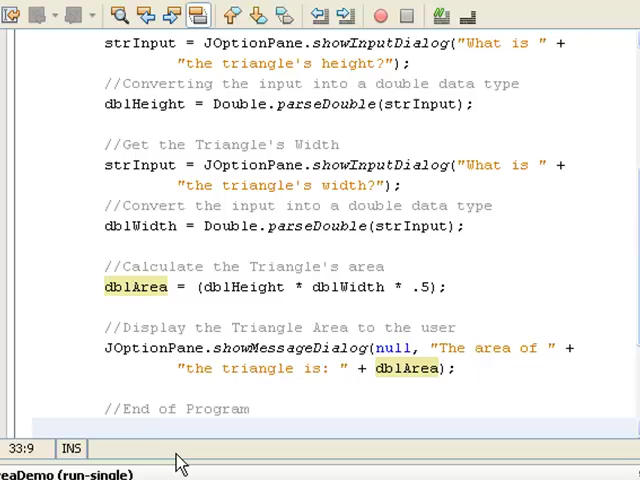 strInput = JOptionPane.showInputDialog("What is " +
"the triangle's height?");
//Converting the input into a double data type
dblHeight = Double.parseDouble(strInput);
//Get the Triangle's Width
strInput = JOptionPane.showInputDialog("What is " +
"the triangle's width?");
//Convert the input into a double data type
dblWidth = Double.parseDouble(strInput);
//Calculate the Triangle's area
dblArea = (dblHeight * dblWidth * .5);
//Display the Triangle Area to the user
JOptionPane.showMessageDialog(null, "The area of " +
"the triangle is: " + dblArea);
//End of Program
33:9 INS
reaDemo (run-single)